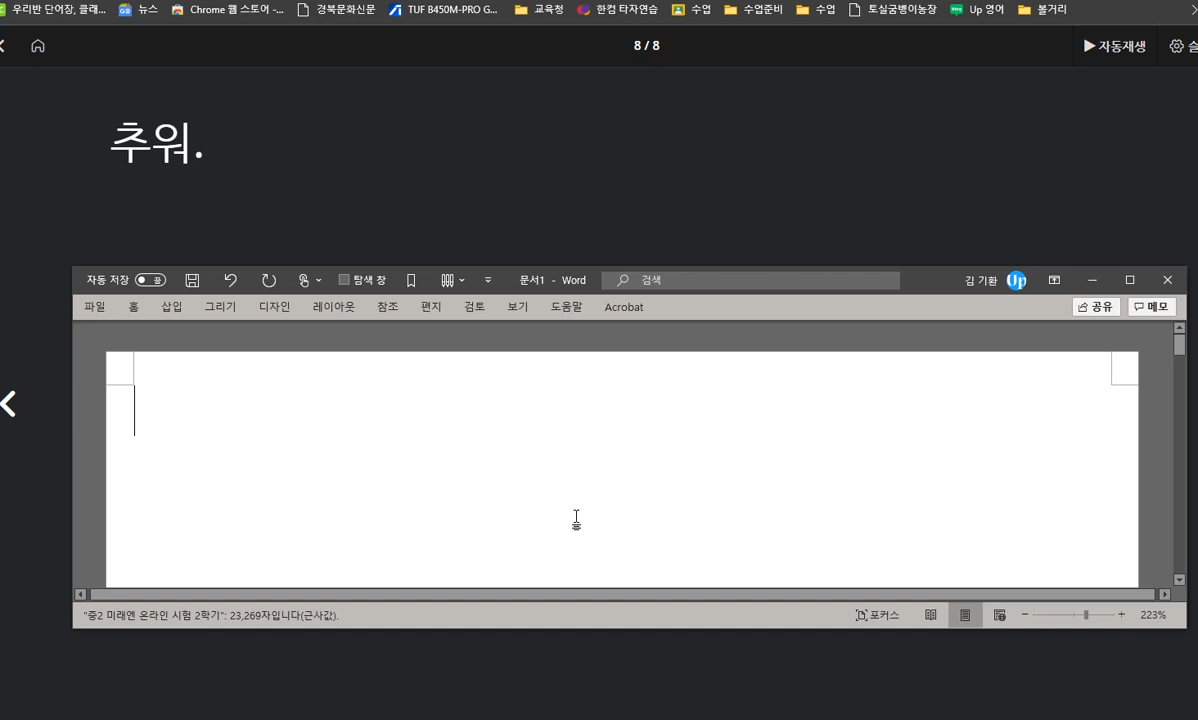 우리반 단어장, 클래... 뉴스 Chrome 웹 스토어 -... 경북문화신문 TUF B450M-PRO G... 교육청 한컴 타자연습 수업 수업준비 수업 토실굼벵이농장 Up 영어 볼거리
8 / 8 자동재생
추워.
자동 저장 끔 탐색 창 문서1 - Word 검색 김 기환 Up
파일 홈 삽입 그리기 디자인 레이아웃 참조 편지 검토 보기 도움말 Acrobat 공유 메모
"중2 미래엔 온라인 시험 2학기": 23,269자입니다(근사값). 포커스 223%